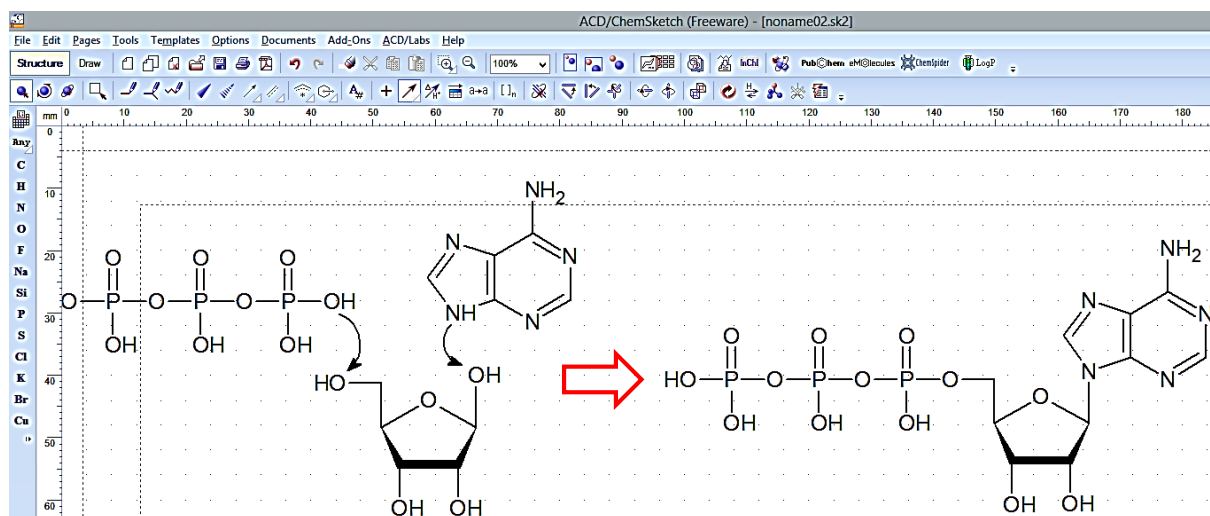 ACD/ChemSketch (Freeware) - [noname02.sk2]
File Edit Pages Tools Templates Options Documents Add-Ons ACD/Labs Help
Structure Draw 100% InChI PubChem eMolecules ChemSpider LogP
A₄ + H⁺ a→a [ ]n
mm 0 10 20 30 40 50 60 70 80 90 100 110 120 130 140 150 160 170 180
0
Any
C
H
10
N
O
F
20
Na
Si
30
P
S
Cl
40
K
Br
Cu
50
60
NH2
N N
N
NH
O O O
O P O P O P OH
OH OH OH
HO OH
O
OH OH
NH2
N N
N
N
O O O
HO P O P O P O
OH OH OH
O
OH OH